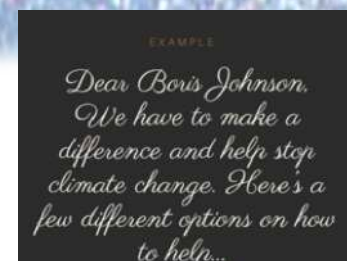 EXAMPLE
Dear Boris Johnson,
We have to make a
difference and help stop
climate change. Here's a
few different options on how
to help...